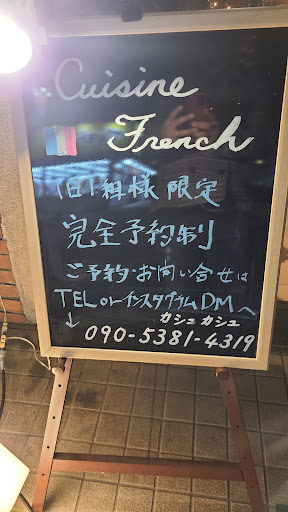 Cuisine
French
1日1組様限定
完全予約制
ご予約・お問い合せは
TEL orインスタグラムDMへ
カシュカシュ
↓ 090-5381-4319